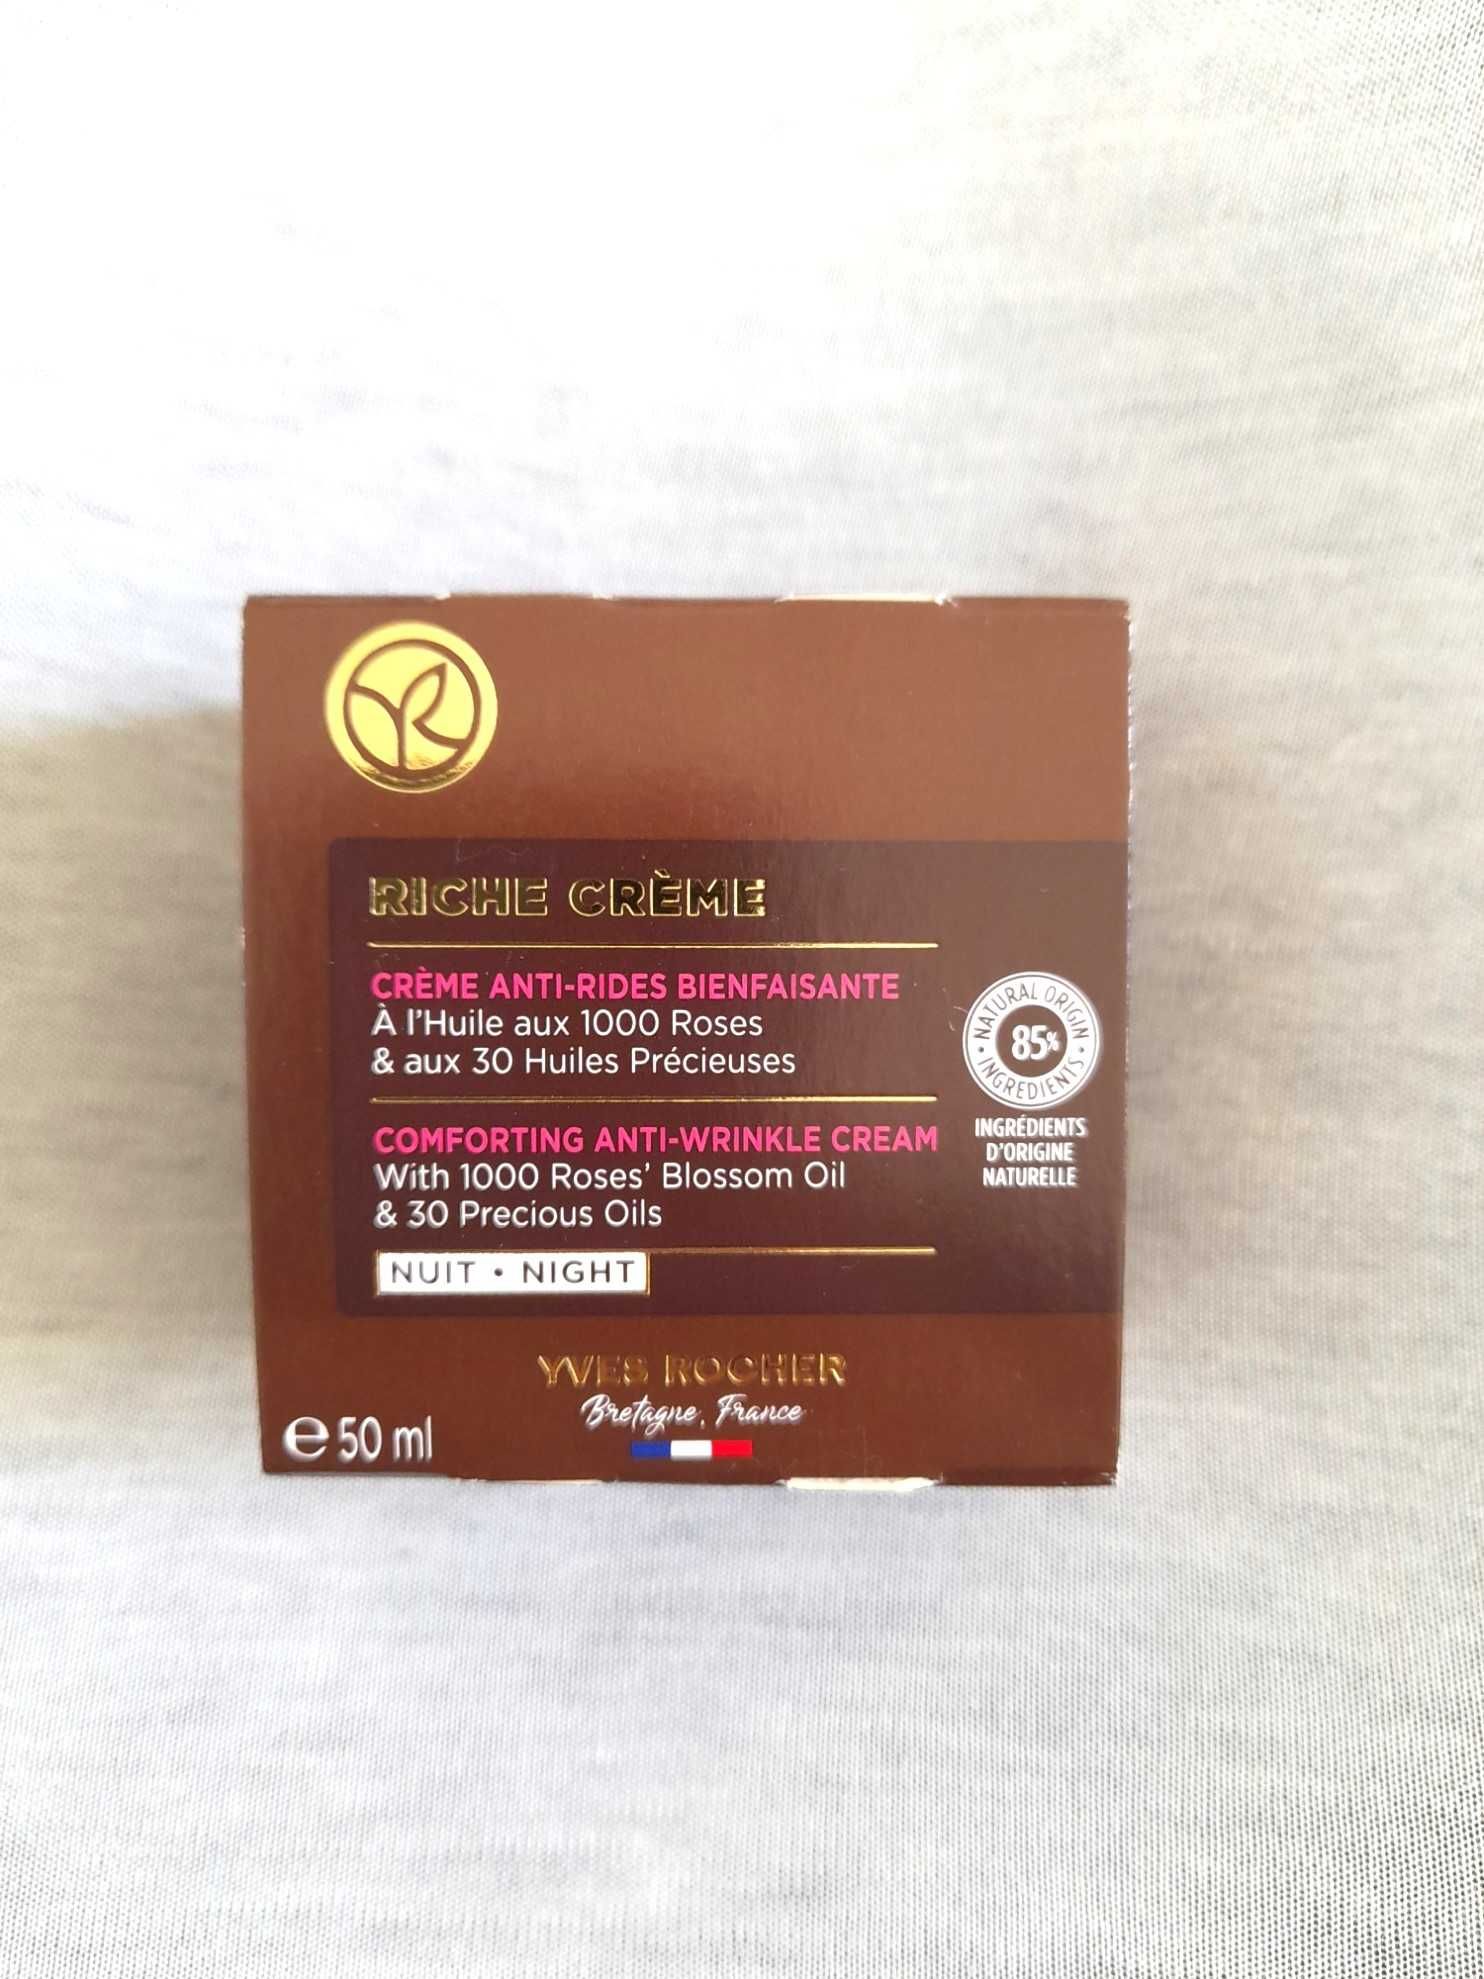 RICHE CRÈME
CRÈME ANTI-RIDES BIENFAISANTE
À l'Huile aux 1000 Roses
& aux 30 Huiles Précieuses
COMFORTING ANTI-WRINKLE CREAM
With 1000 Roses' Blossom Oil
& 30 Precious Oils
NUIT • NIGHT
NATURAL ORIGIN
85%
• INGREDIENTS •
INGRÉDIENTS
D'ORIGINE
NATURELLE
YVES ROCHER
Bretagne, France
e 50 ml